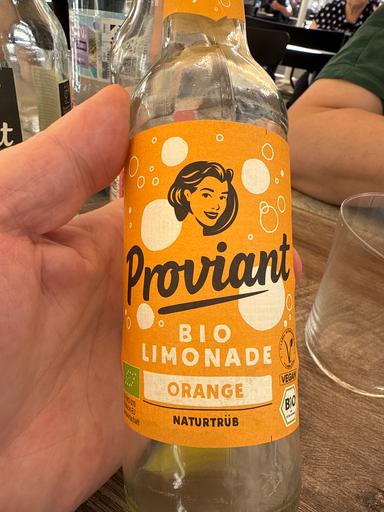 Proviant
BIO
LIMONADE
ORANGE
NATURTRÜB
VEGAN
BIO